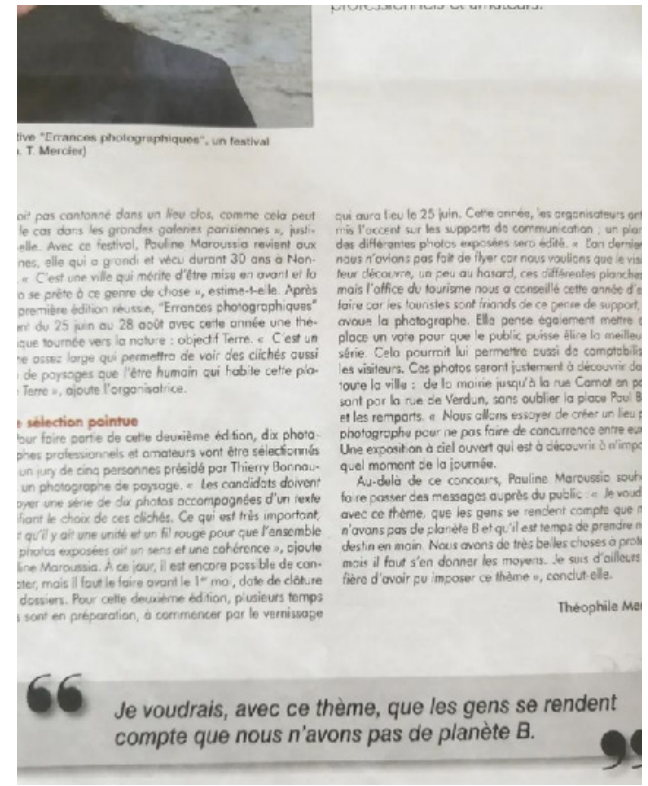 professionnels et amateurs.
tive "Errances photographiques", un festival
. T. Mercier)
oit pas cantonné dans un lieu clos, comme cela peut
le cas dans les grandes galeries parisiennes », justi-
elle. Avec ce festival, Pauline Maroussia revient aux
nes, elle qui a grandi et vécu durant 30 ans à Non-
« C'est une ville qui mérite d'être mise en avant et la
o se prête à ce genre de chose », estime-t-elle. Après
première édition réussie, "Errances photographiques"
nt du 25 juin au 28 août avec cette année une thé-
que tournée vers la nature : objectif Terre. « C'est un
e assez large qui permettra de voir des clichés aussi
de paysages que l'être humain qui habite cette pla-
Terre », ajoute l'organisatrice.
e sélection pointue
our faire partie de cette deuxième édition, dix photo-
phes professionnels et amateurs vont être sélectionnés
un jury de cinq personnes présidé par Thierry Bonnau-
un photographe de paysage. « Les candidats doivent
oyer une série de dix photos accompagnées d'un texte
ifiant le choix de ces clichés. Ce qui est très important,
t qu'il y ait une unité et un fil rouge pour que l'ensemble
photos exposées ait un sens et une cohérence », ajoute
line Maroussia. À ce jour, il est encore possible de can-
ater, mais il faut le faire avant le 1er mai, date de clôture
dossiers. Pour cette deuxième édition, plusieurs temps
s sont en préparation, à commencer par le vernissage
qui aura lieu le 25 juin. Cette année, les organisateurs ont
mis l'accent sur les supports de communication : un plan
des différentes photos exposées sera édité. « L'an dernier
nous n'avions pas fait de flyer car nous voulions que le visi
teur découvre, un peu au hasard, ces différentes planches
mais l'office du tourisme nous a conseillé cette année d'e
faire car les touristes sont friands de ce genre de support,
avoue la photographe. Elle pense également mettre e
place un vote pour que le public puisse élire la meilleu
série. Cela pourrait lui permettre aussi de comptabilis
les visiteurs. Ces photos seront justement à découvrir da
toute la ville : de la mairie jusqu'à la rue Carnot en pa
sant par la rue de Verdun, sans oublier la place Paul B
et les remparts. « Nous allons essayer de créer un lieu p
photographe pour ne pas faire de concurrence entre eux
Une exposition à ciel ouvert qui est à découvrir à n'impo
quel moment de la journée.
Au-delà de ce concours, Pauline Maroussia souh
faire passer des messages auprès du public : « Je voud
avec ce thème, que les gens se rendent compte que n
n'avons pas de planète B et qu'il est temps de prendre n
destin en main. Nous avons de très belles choses à proté
mais il faut s'en donner les moyens. Je suis d'ailleurs
fière d'avoir pu imposer ce thème », conclut-elle.
Théophile Mer
“ Je voudrais, avec ce thème, que les gens se rendent
compte que nous n'avons pas de planète B. ”